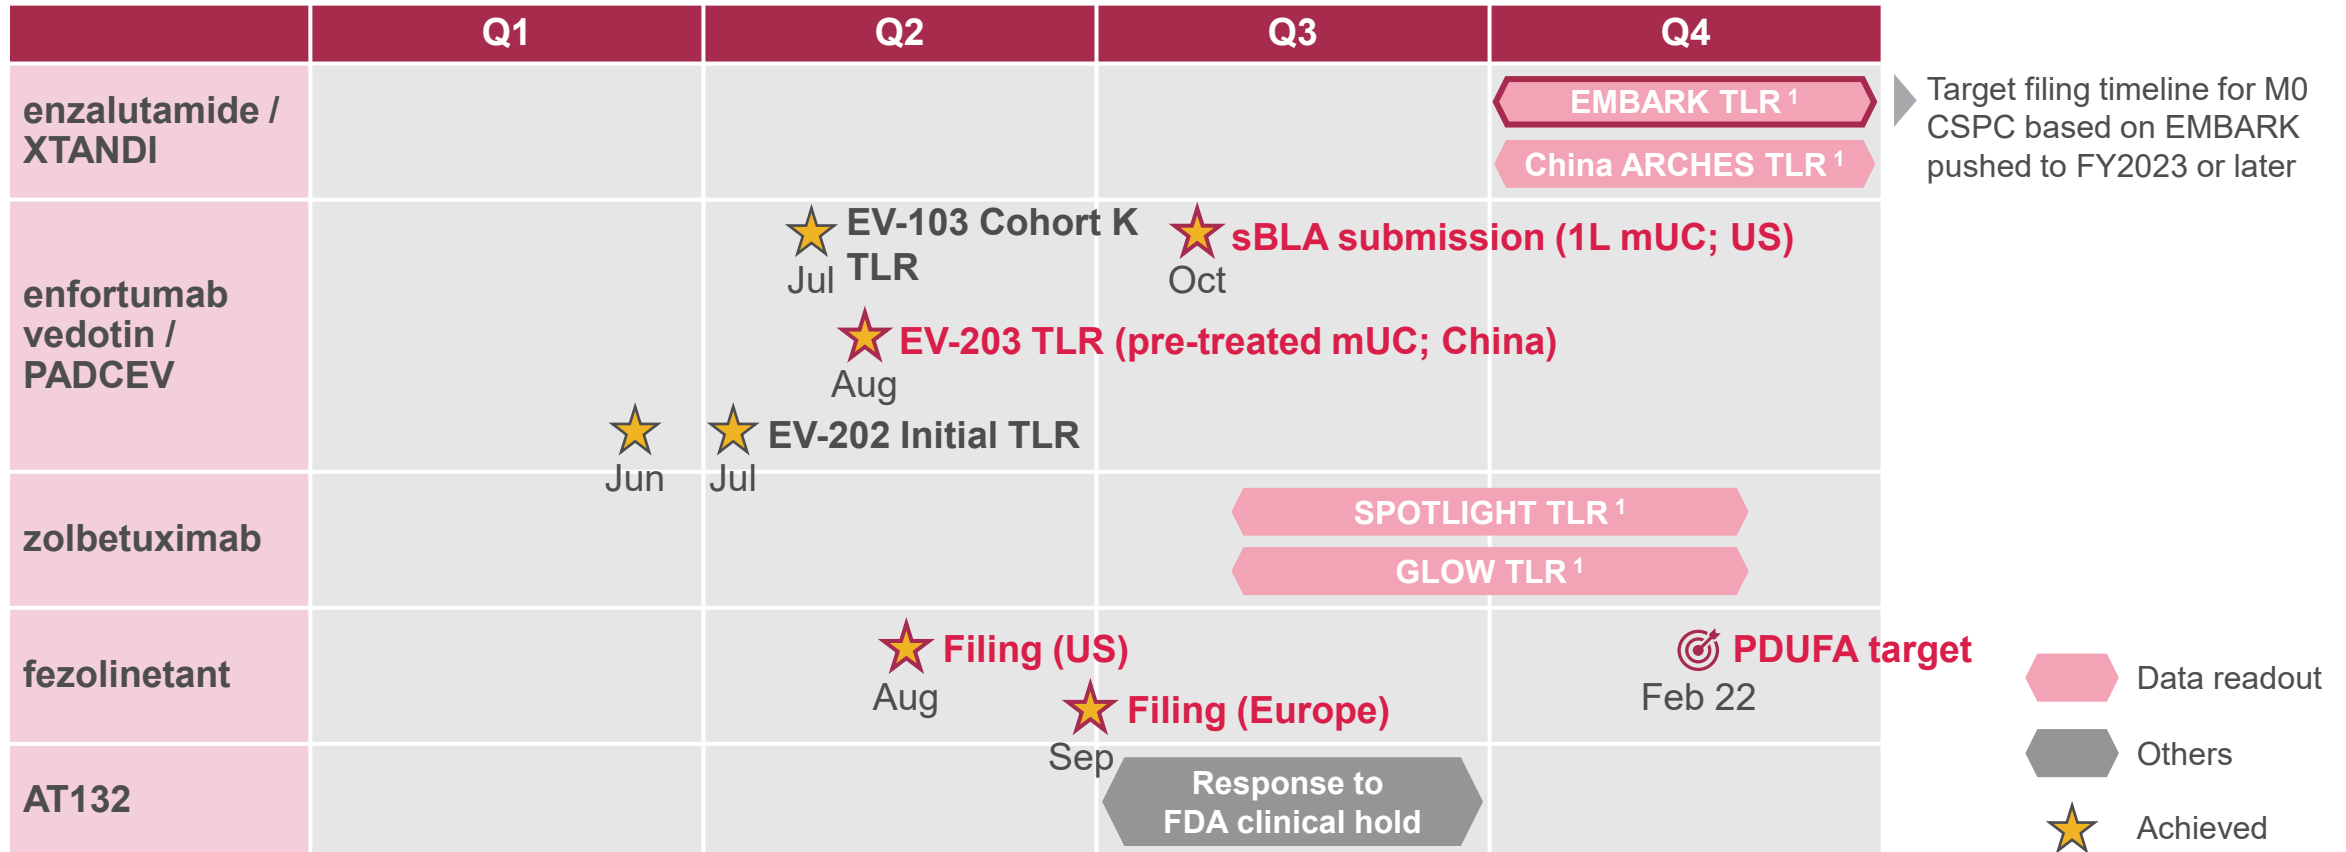 Q1
Q2
Q3
Q4
enzalutamide /
XTANDI
EMBARK TLR 1
China ARCHES TLR 1
Target filing timeline for M0
CSPC based on EMBARK
pushed to FY2023 or later
enfortumab
vedotin /
PADCEV
EV-103 Cohort K
TLR
Jul
sBLA submission (1L mUC; US)
Oct
EV-203 TLR (pre-treated mUC; China)
Aug
EV-202 Initial TLR
Jun
Jul
zolbetuximab
SPOTLIGHT TLR 1
GLOW TLR 1
fezolinetant
Filing (US)
Aug
Filing (Europe)
Sep
PDUFA target
Feb 22
AT132
Response to
FDA clinical hold
Data readout
Others
Achieved